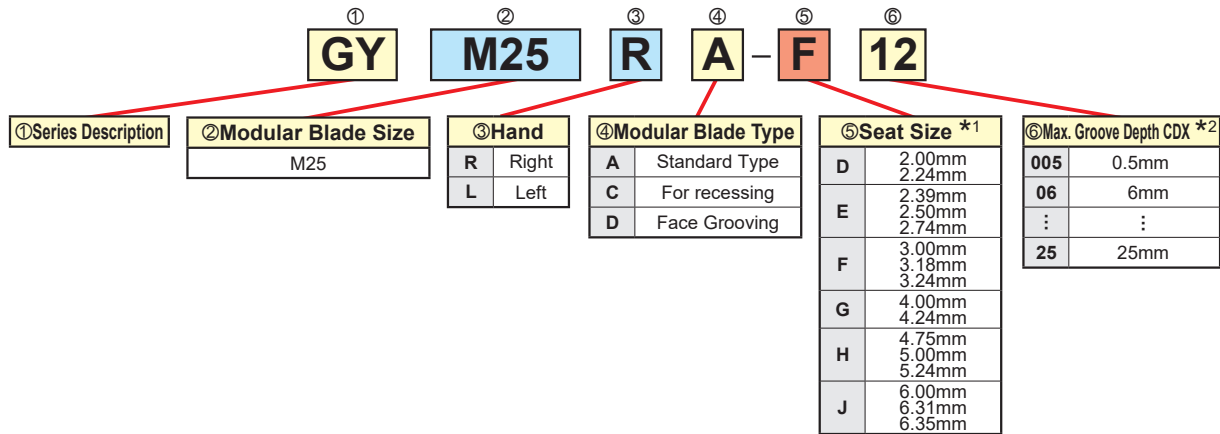 ① ② ③ ④ ⑤ ⑥
GY M25 R A – F 12
①Series Description
②Modular Blade Size
M25
③Hand
R Right
L Left
④Modular Blade Type
A Standard Type
C For recessing
D Face Grooving
⑤Seat Size *1
D 2.00mm
2.24mm
E 2.39mm
2.50mm
2.74mm
F 3.00mm
3.18mm
3.24mm
G 4.00mm
4.24mm
H 4.75mm
5.00mm
5.24mm
J 6.00mm
6.31mm
6.35mm
⑥Max. Groove Depth CDX *2
005 0.5mm
06 6mm
⋮ ⋮
25 25mm